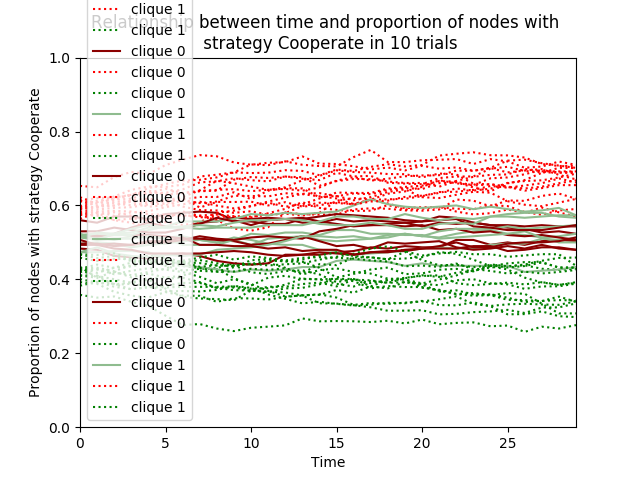 clique 1
Relationship between time and proportion of nodes with
clique 1
strategy Cooperate in 10 trials
clique 0
clique 0
clique 0
clique 1
clique 1
clique 1
clique 0
clique 0
clique 0
clique 1
clique 1
clique 1
clique 0
clique 0
clique 0
clique 1
clique 1
clique 1
Proportion of nodes with strategy Cooperate
1.0
0.8
0.6
0.4
0.2
0.0
0
5
10
15
20
25
Time